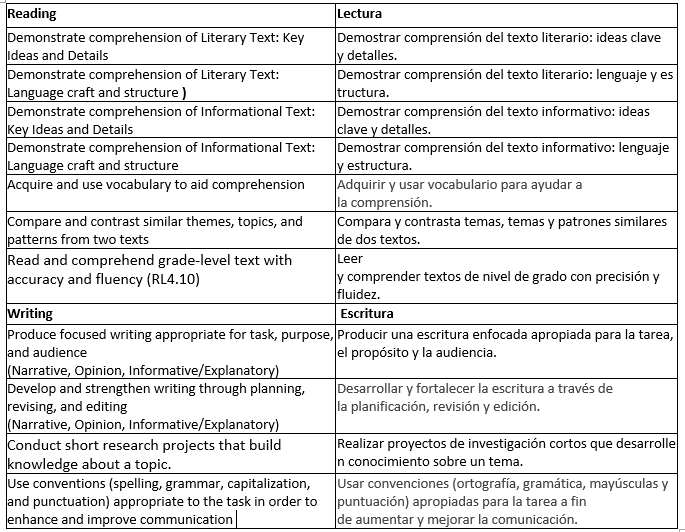 Reading
Lectura
Demonstrate comprehension of Literary Text: Key
Ideas and Details
Demostrar comprensión del texto literario: ideas clave
y detalles.
Demonstrate comprehension of Literary Text:
Language craft and structure )
Demostrar comprensión del texto literario: lenguaje y es
tructura.
Demonstrate comprehension of Informational Text:
Key Ideas and Details
Demostrar comprensión del texto informativo: ideas
clave y detalles.
Demonstrate comprehension of Informational Text:
Language craft and structure
Demostrar comprensión del texto informativo: lenguaje
y estructura.
Acquire and use vocabulary to aid comprehension
Adquirir y usar vocabulario para ayudar a
la comprensión.
Compare and contrast similar themes, topics, and
patterns from two texts
Compara y contrasta temas, temas y patrones similares
de dos textos.
Read and comprehend grade-level text with
accuracy and fluency (RL4.10)
Leer
y comprender textos de nivel de grado con precisión y
fluidez.
Writing
Escritura
Produce focused writing appropriate for task, purpose,
and audience
(Narrative, Opinion, Informative/Explanatory)
Producir una escritura enfocada apropiada para la tarea,
el propósito y la audiencia.
Develop and strengthen writing through planning,
revising, and editing
(Narrative, Opinion, Informative/Explanatory)
Desarrollar y fortalecer la escritura a través de
la planificación, revisión y edición.
Conduct short research projects that build
knowledge about a topic.
Realizar proyectos de investigación cortos que desarrolle
n conocimiento sobre un tema.
Use conventions (spelling, grammar, capitalization,
and punctuation) appropriate to the task in order to
enhance and improve communication
Usar convenciones (ortografía, gramática, mayúsculas y
puntuación) apropiadas para la tarea a fin
de aumentar y mejorar la comunicación.